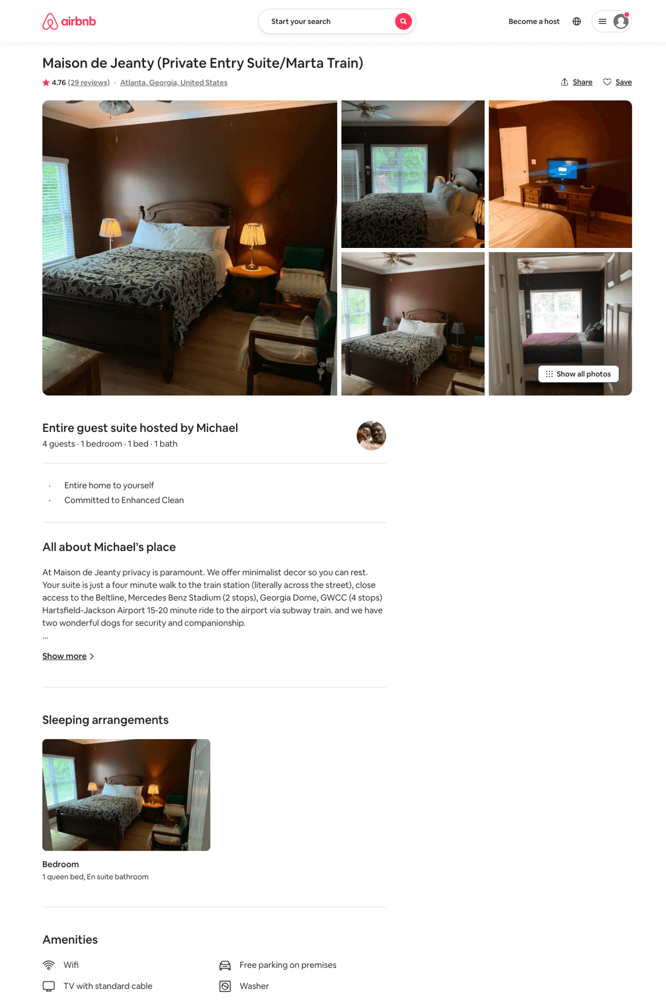 airbnb
Start your search
Become a host
Maison de Jeanty (Private Entry Suite/Marta Train)
4.76 (29 reviews) · Atlanta, Georgia, United States
Share
Save
Show all photos
Entire guest suite hosted by Michael
4 guests · 1 bedroom · 1 bed · 1 bath
· Entire home to yourself
· Committed to Enhanced Clean
All about Michael’s place
At Maison de Jeanty privacy is paramount. We offer minimalist decor so you can rest.
Your suite is just a four minute walk to the train station (literally across the street), close
access to the Beltline, Mercedes Benz Stadium (2 stops), Georgia Dome, GWCC (4 stops)
Hartsfield-Jackson Airport 15-20 minute ride to the airport via subway train. and we have
two wonderful dogs for security and companionship.
...
Show more
Sleeping arrangements
Bedroom
1 queen bed, En suite bathroom
Amenities
Wifi
Free parking on premises
TV with standard cable
Washer